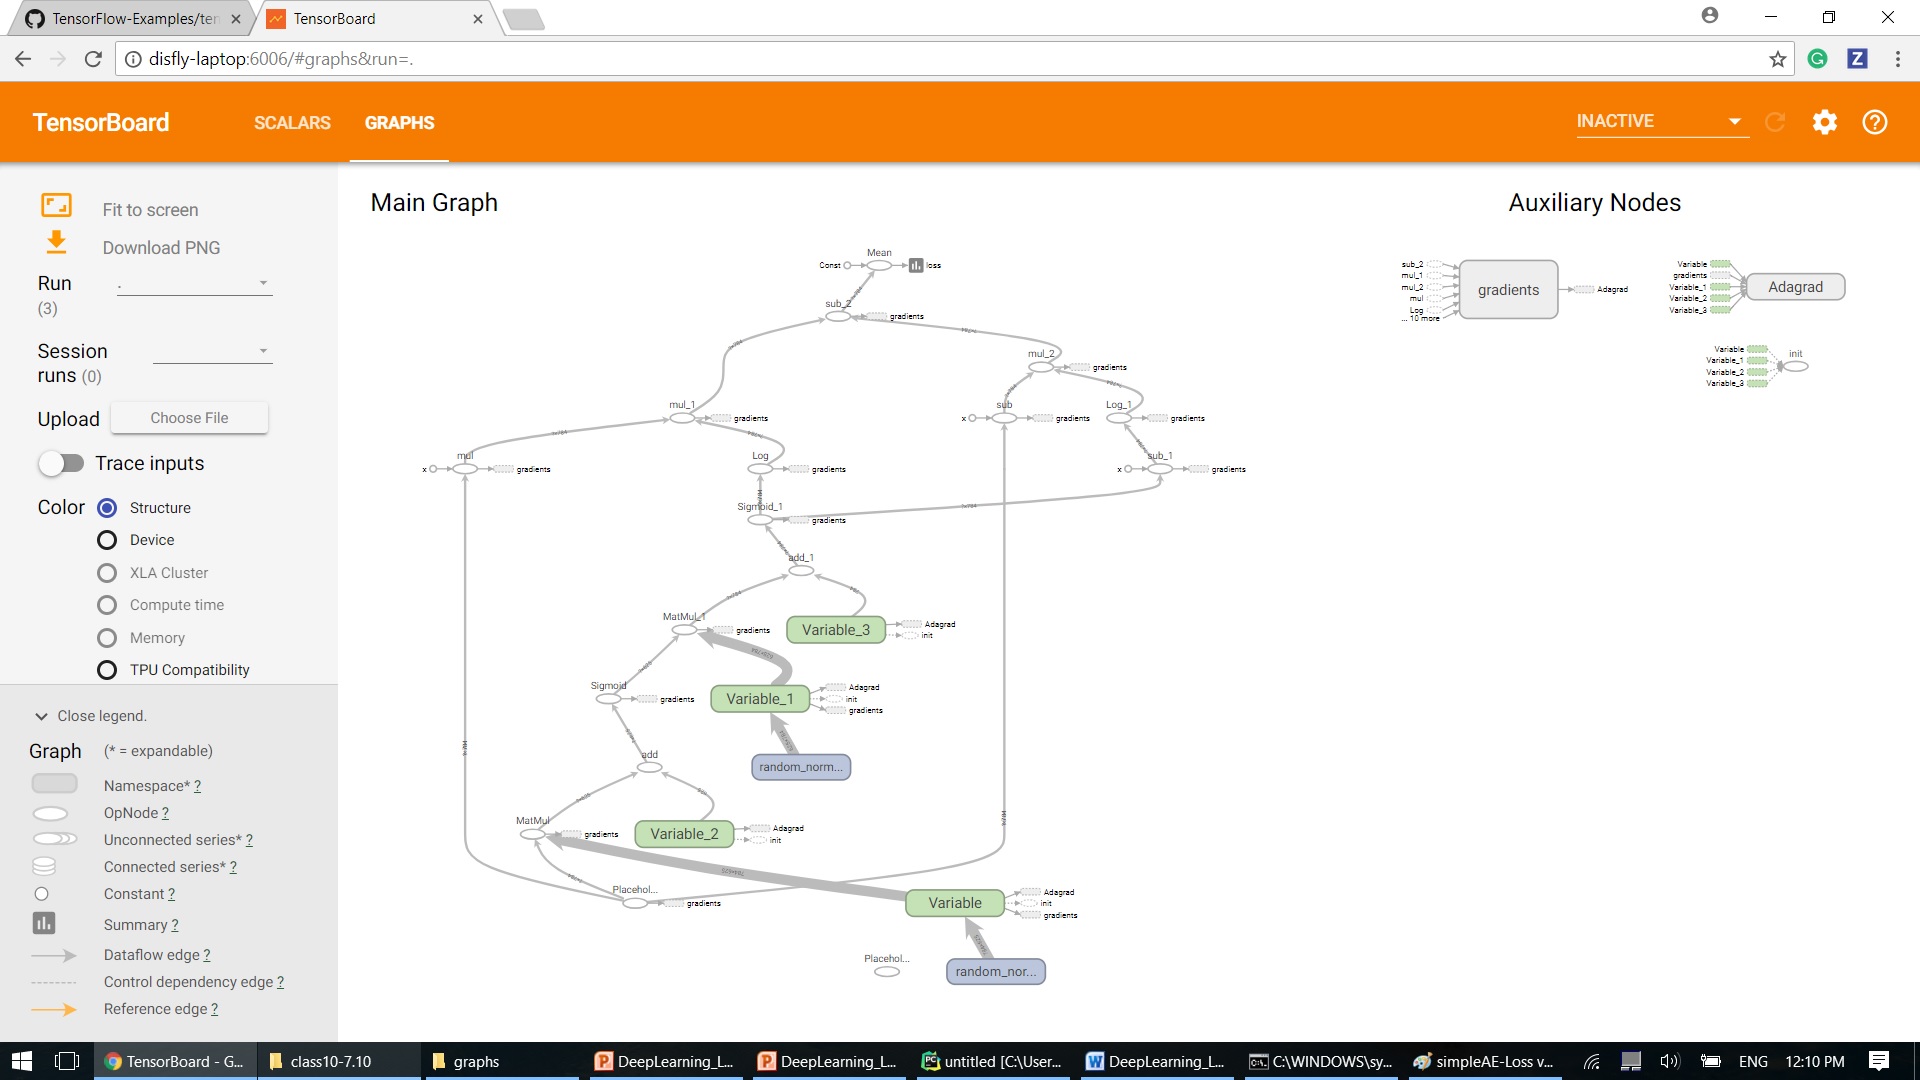 TensorFlow-Examples/ten
TensorBoard
disfly-laptop:6006/#graphs&run=.
TensorBoard
SCALARS
GRAPHS
INACTIVE
Fit to screen
Download PNG
Run
(3)
.
Session
runs (0)
Upload
Choose File
Trace inputs
Color
Structure
Device
XLA Cluster
Compute time
Memory
TPU Compatibility
Close legend.
Graph
(* = expandable)
Namespace* ?
OpNode ?
Unconnected series* ?
Connected series* ?
Constant ?
Summary ?
Dataflow edge ?
Control dependency edge ?
Reference edge ?
Main Graph
Mean
Const
loss
sub_2
gradients
mul_2
gradients
mul_1
gradients
x
sub
gradients
Log_1
gradients
x
mul
gradients
Log
gradients
x
sub_1
gradients
Sigmoid_1
gradients
add_1
MatMul_1
gradients
Variable_3
Adagrad
init
Sigmoid
gradients
Variable_1
Adagrad
init
gradients
add
random_norm...
MatMul
gradients
Variable_2
Adagrad
init
Placehol...
gradients
Variable
Adagrad
init
gradients
Placehol...
random_nor...
Auxiliary Nodes
sub_2
mul_1
mul_2
mul
Log
... 10 more
gradients
Adagrad
Variable
gradients
Variable_1
Variable_2
Variable_3
Adagrad
Variable
Variable_1
Variable_2
Variable_3
init
TensorBoard - G...
class10-7.10
graphs
DeepLearning_L...
DeepLearning_L...
untitled [C:\User...
DeepLearning_L...
C:\WINDOWS\sy...
simpleAE-Loss v...
ENG
12:10 PM